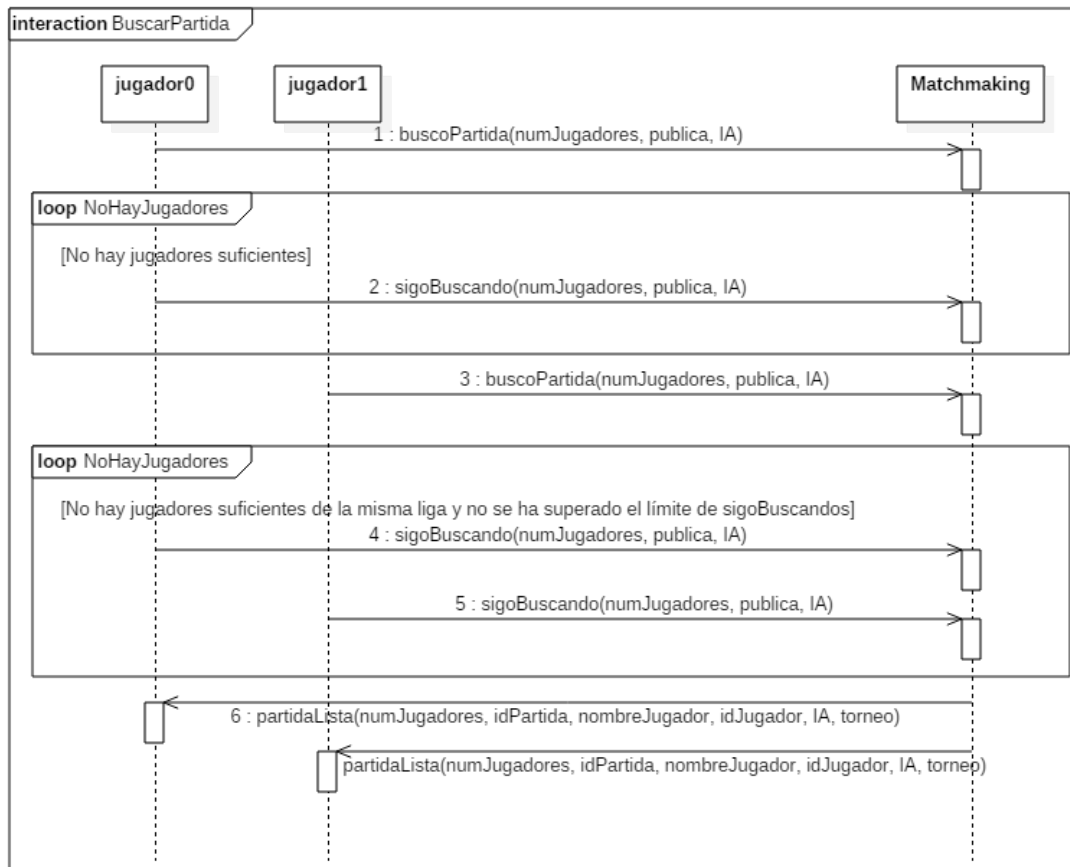 interaction BuscarPartida
jugador0
jugador1
Matchmaking
1 : buscoPartida(numJugadores, publica, IA)
loop NoHayJugadores
[No hay jugadores suficientes]
2 : sigoBuscando(numJugadores, publica, IA)
3 : buscoPartida(numJugadores, publica, IA)
loop NoHayJugadores
[No hay jugadores suficientes de la misma liga y no se ha superado el límite de sigoBuscandos]
4 : sigoBuscando(numJugadores, publica, IA)
5 : sigoBuscando(numJugadores, publica, IA)
6 : partidaLista(numJugadores, idPartida, nombreJugador, idJugador, IA, torneo)
partidaLista(numJugadores, idPartida, nombreJugador, idJugador, IA, torneo)